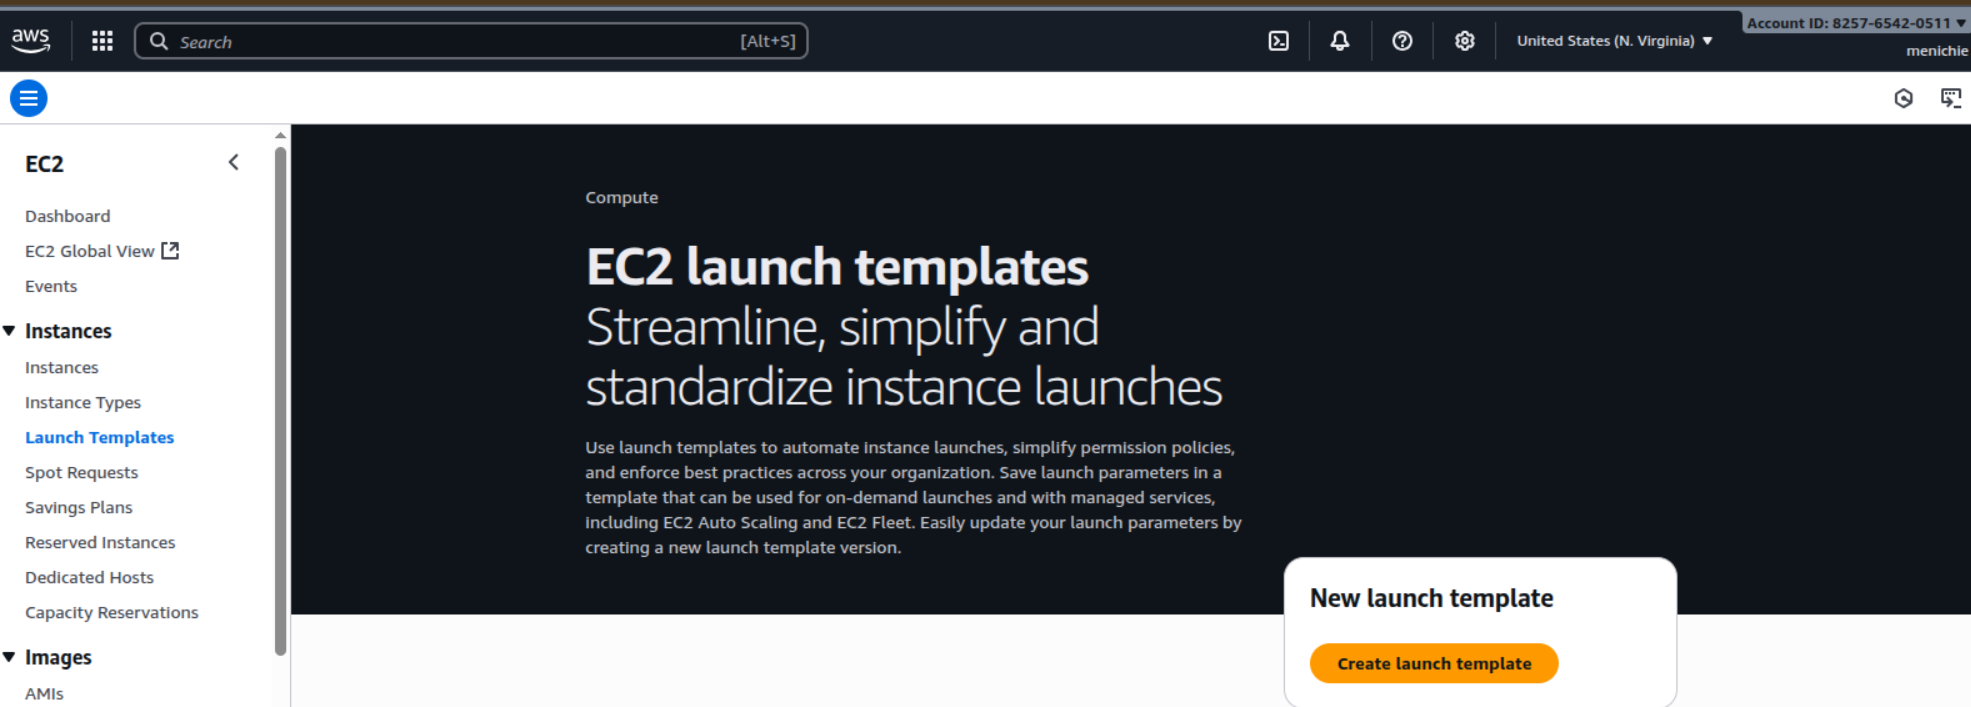 aws
Search
[Alt+S]
United States (N. Virginia)
Account ID: 8257-6542-0511
menichie
EC2
Dashboard
EC2 Global View
Events
Instances
Instances
Instance Types
Launch Templates
Spot Requests
Savings Plans
Reserved Instances
Dedicated Hosts
Capacity Reservations
Images
AMIs
Compute
EC2 launch templates
Streamline, simplify and
standardize instance launches
Use launch templates to automate instance launches, simplify permission policies,
and enforce best practices across your organization. Save launch parameters in a
template that can be used for on-demand launches and with managed services,
including EC2 Auto Scaling and EC2 Fleet. Easily update your launch parameters by
creating a new launch template version.
New launch template
Create launch template